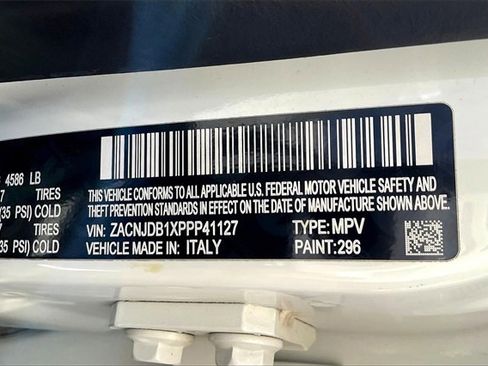 4586 LB
TIRES
(35 PSI) COLD
TIRES
(35 PSI) COLD
THIS VEHICLE CONFORMS TO ALL APPLICABLE U.S. FEDERAL MOTOR VEHICLE SAFETY AND
THEFT PREVENTION STANDARDS IN EFFECT ON THE DATE OF MANUFACTURE SHOWN ABOVE.
VIN: ZACNJDB1XPPP41127 TYPE: MPV
VEHICLE MADE IN: ITALY PAINT: 296